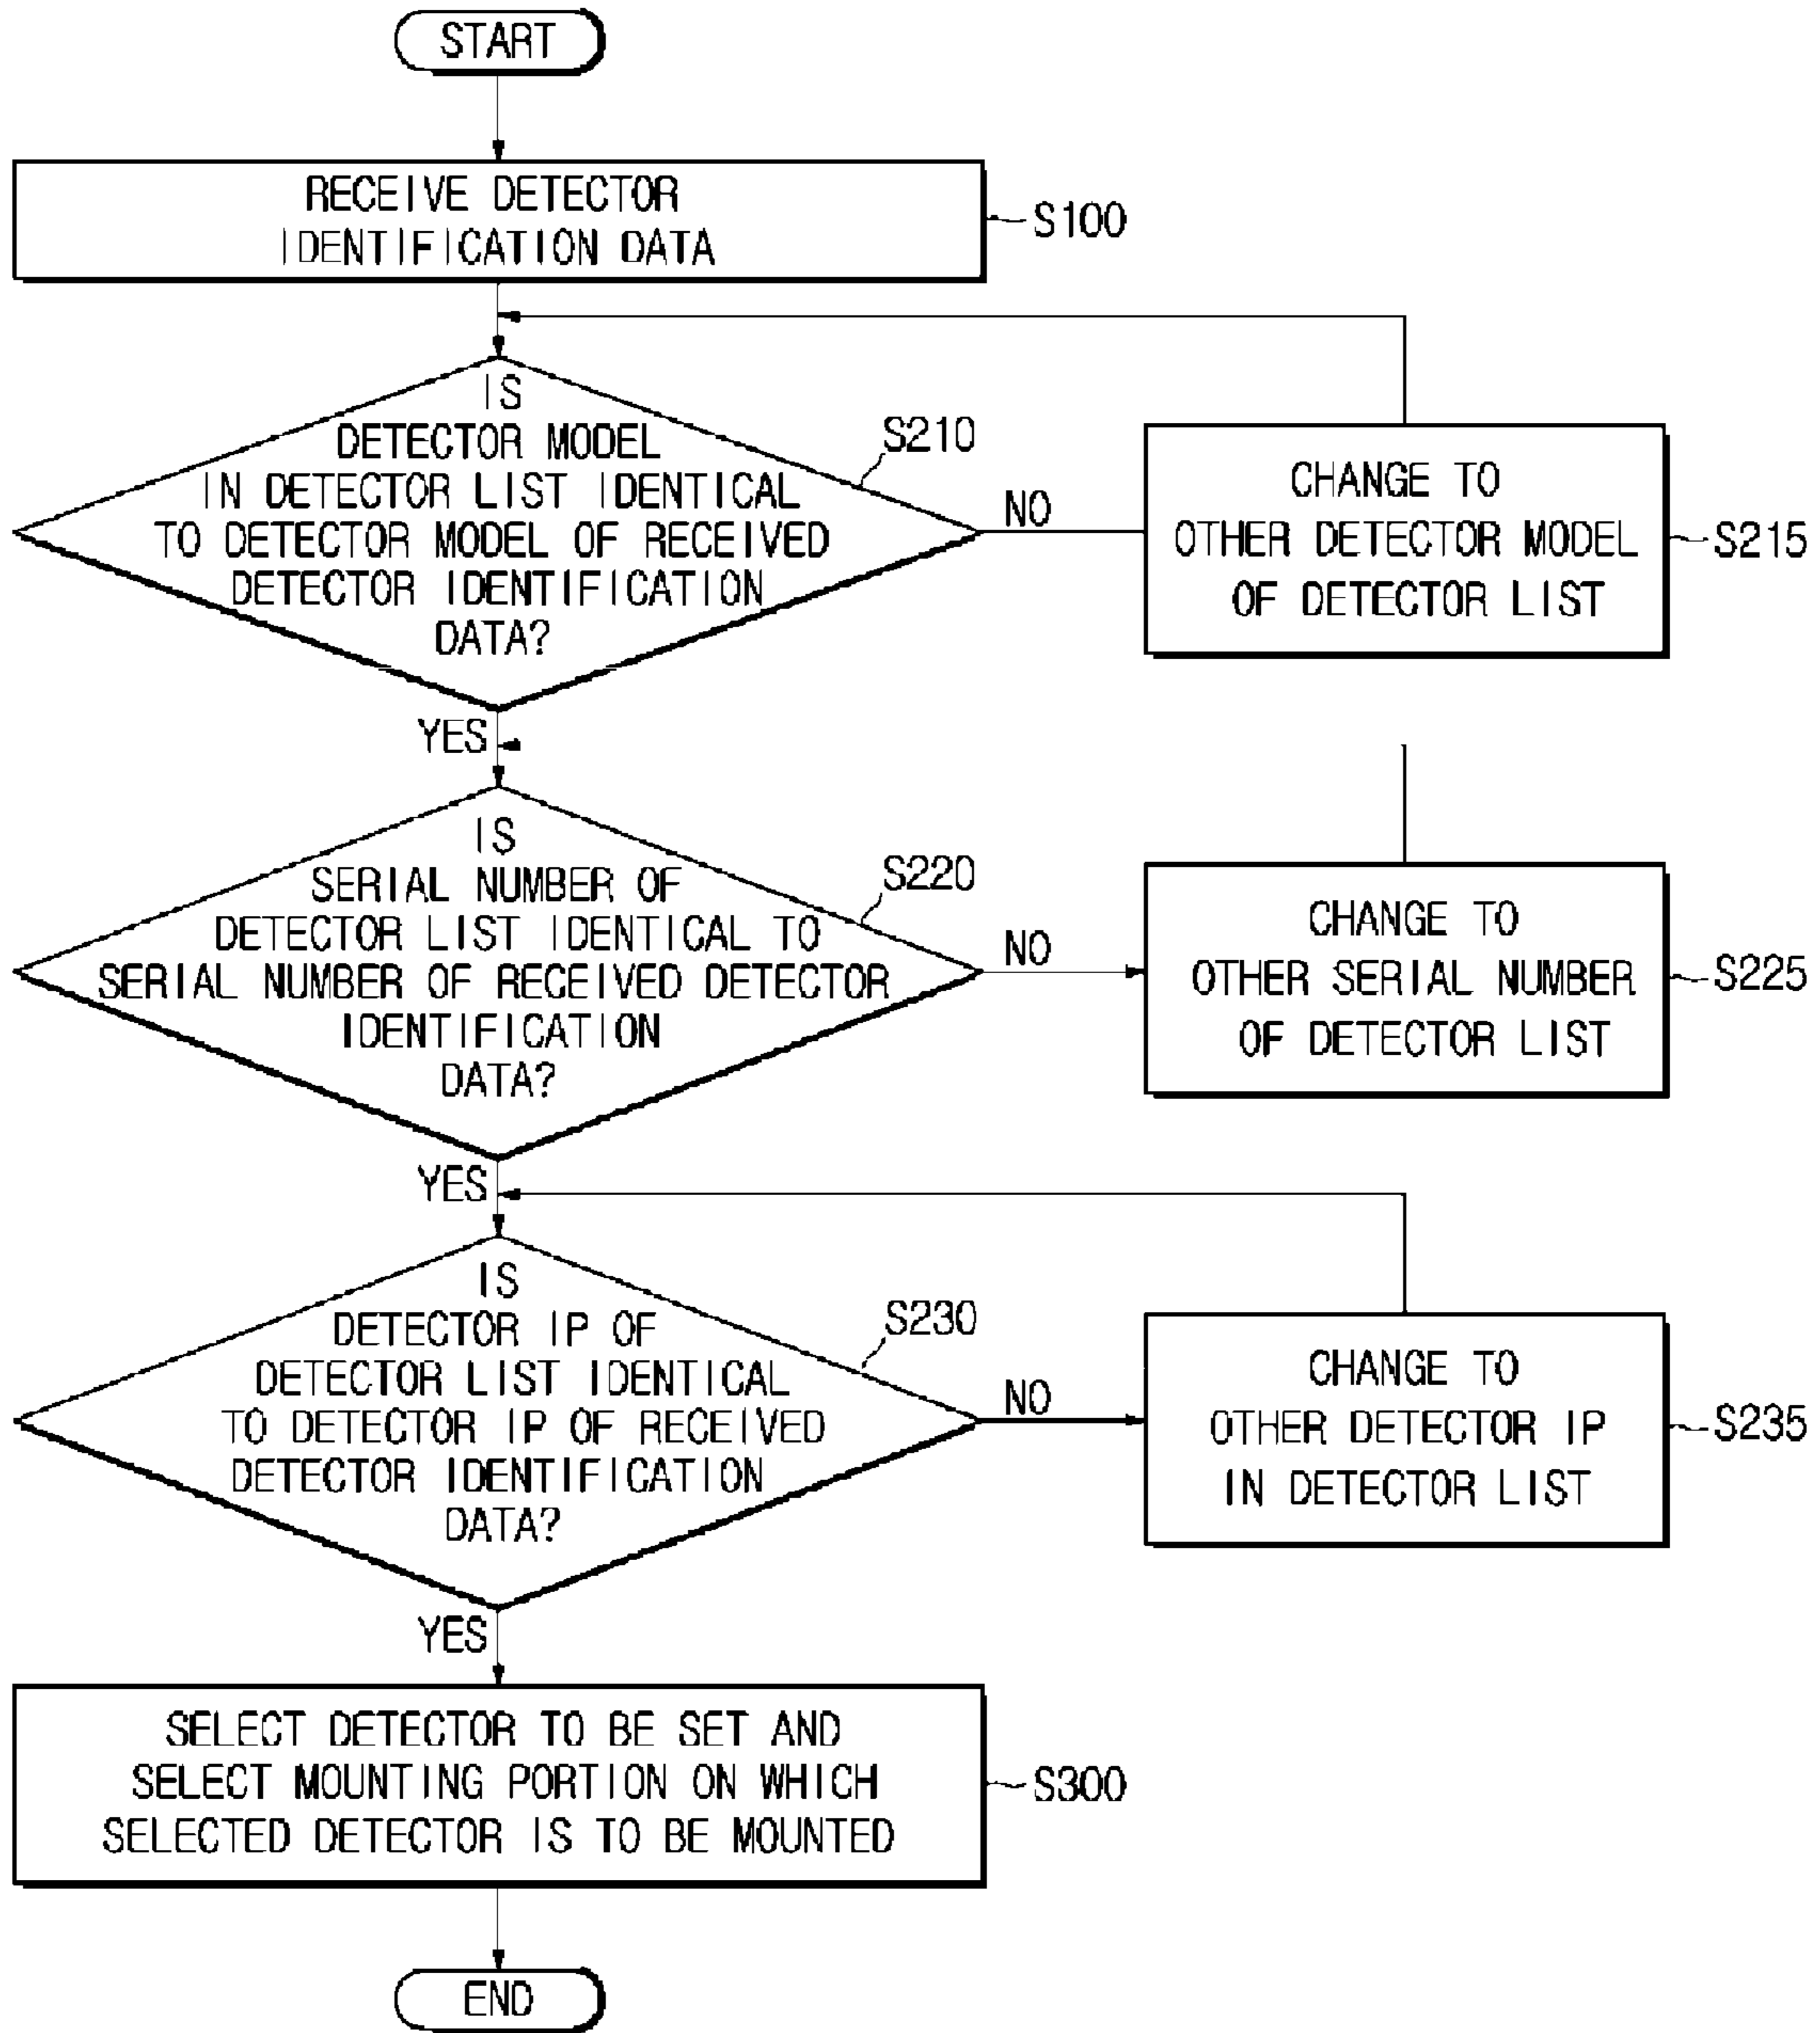 START
RECEIVE DETECTOR
IDENTIFICATION DATA
S100
IS
DETECTOR MODEL
IN DETECTOR LIST IDENTICAL
TO DETECTOR MODEL OF RECEIVED
DETECTOR IDENTIFICATION
DATA?
S210
NO
CHANGE TO
OTHER DETECTOR MODEL
OF DETECTOR LIST
S215
YES
IS
SERIAL NUMBER OF
DETECTOR LIST IDENTICAL TO
SERIAL NUMBER OF RECEIVED DETECTOR
IDENTIFICATION
DATA?
S220
NO
CHANGE TO
OTHER SERIAL NUMBER
OF DETECTOR LIST
S225
YES
IS
DETECTOR IP OF
DETECTOR LIST IDENTICAL
TO DETECTOR IP OF RECEIVED
DETECTOR IDENTIFICATION
DATA?
S230
NO
CHANGE TO
OTHER DETECTOR IP
IN DETECTOR LIST
S235
YES
SELECT DETECTOR TO BE SET AND
SELECT MOUNTING PORTION ON WHICH
SELECTED DETECTOR IS TO BE MOUNTED
S300
END